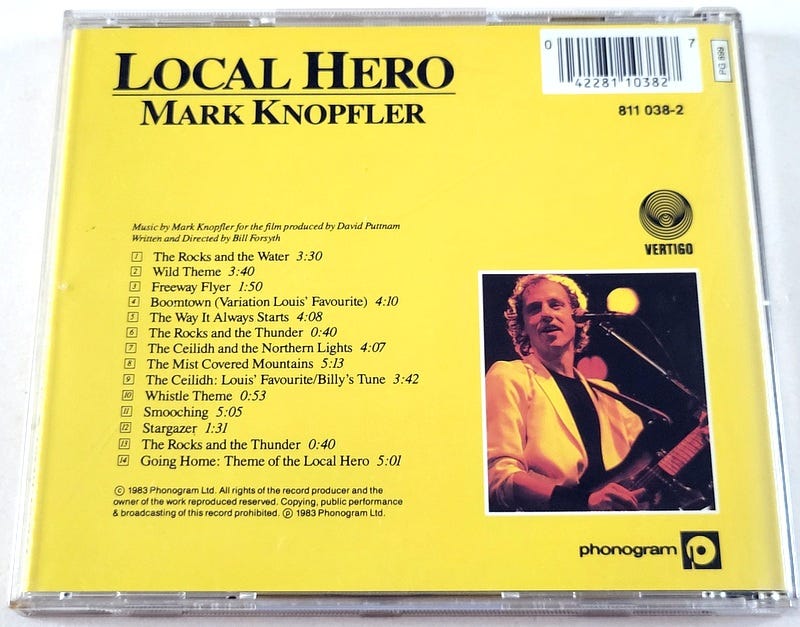 LOCAL HERO
MARK KNOPFLER
0 42281 10382 7
PG 899
811 038-2
VERTIGO
Music by Mark Knopfler for the film produced by David Puttnam
Written and Directed by Bill Forsyth
1 The Rocks and the Water 3:30
2 Wild Theme 3:40
3 Freeway Flyer 1:50
4 Boomtown (Variation Louis' Favourite) 4:10
5 The Way It Always Starts 4:08
6 The Rocks and the Thunder 0:40
7 The Ceilidh and the Northern Lights 4:07
8 The Mist Covered Mountains 5:13
9 The Ceilidh: Louis' Favourite/Billy's Tune 3:42
10 Whistle Theme 0:53
11 Smooching 5:05
12 Stargazer 1:31
13 The Rocks and the Thunder 0:40
14 Going Home: Theme of the Local Hero 5:01
© 1983 Phonogram Ltd. All rights of the record producer and the
owner of the work reproduced reserved. Copying, public performance
& broadcasting of this record prohibited. ℗ 1983 Phonogram Ltd.
phonogram